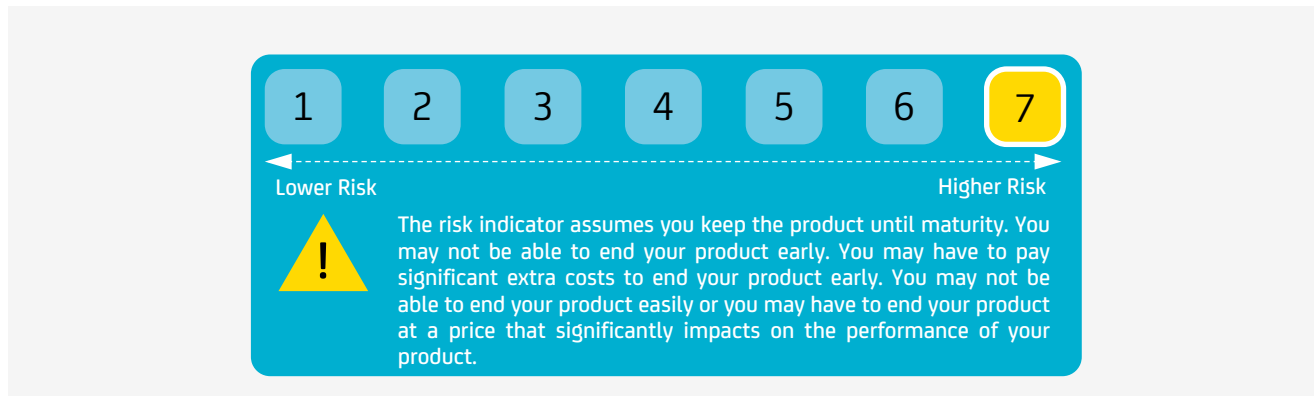 1 2 3 4 5 6 7
Lower Risk Higher Risk
! The risk indicator assumes you keep the product until maturity. You
may not be able to end your product early. You may have to pay
significant extra costs to end your product early. You may not be
able to end your product easily or you may have to end your product
at a price that significantly impacts on the performance of your
product.